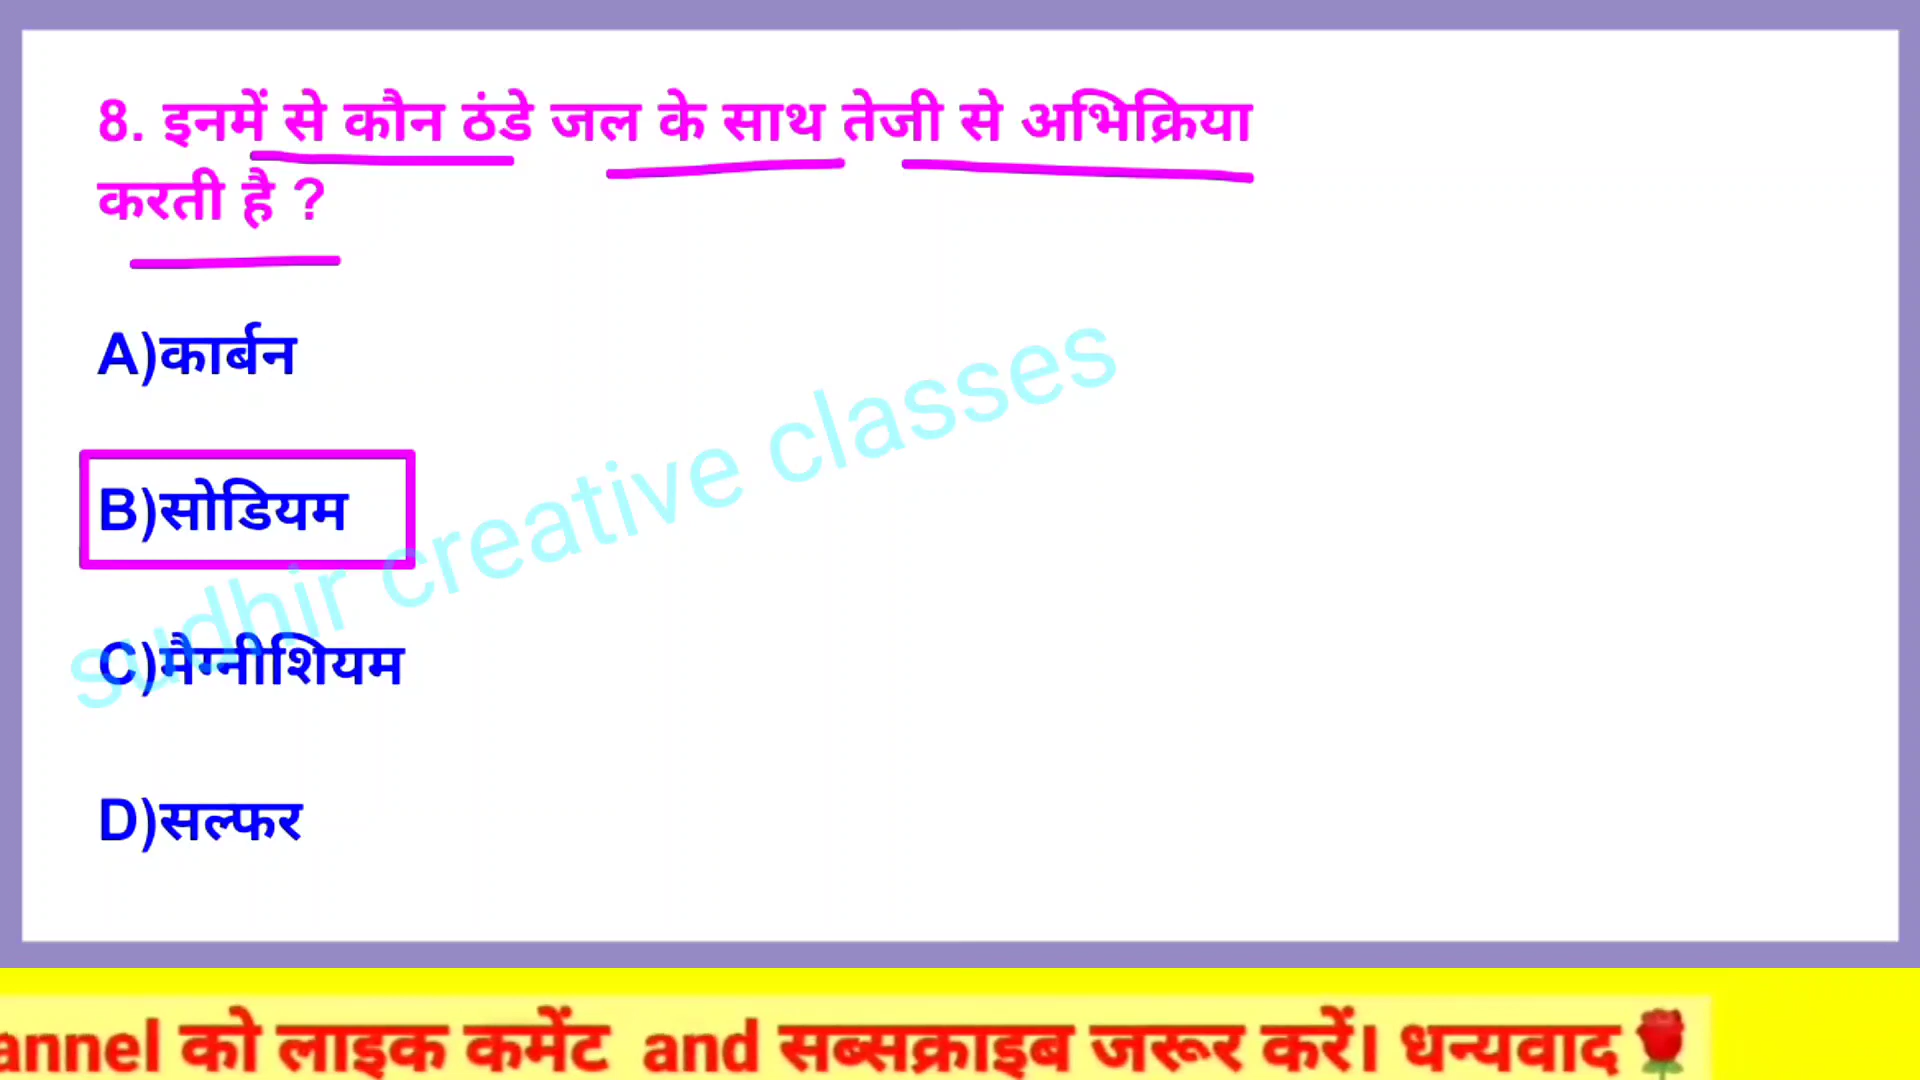 8. इनमें से कौन ठंडे जल के साथ तेजी से अभिक्रिया
करती है ?
A)कार्बन
B)सोडियम
C)मैग्नीशियम
D)सल्फर
sudhir creative classes
annel को लाइक कमेंट and सब्सक्राइब जरूर करें। धन्यवाद🌹